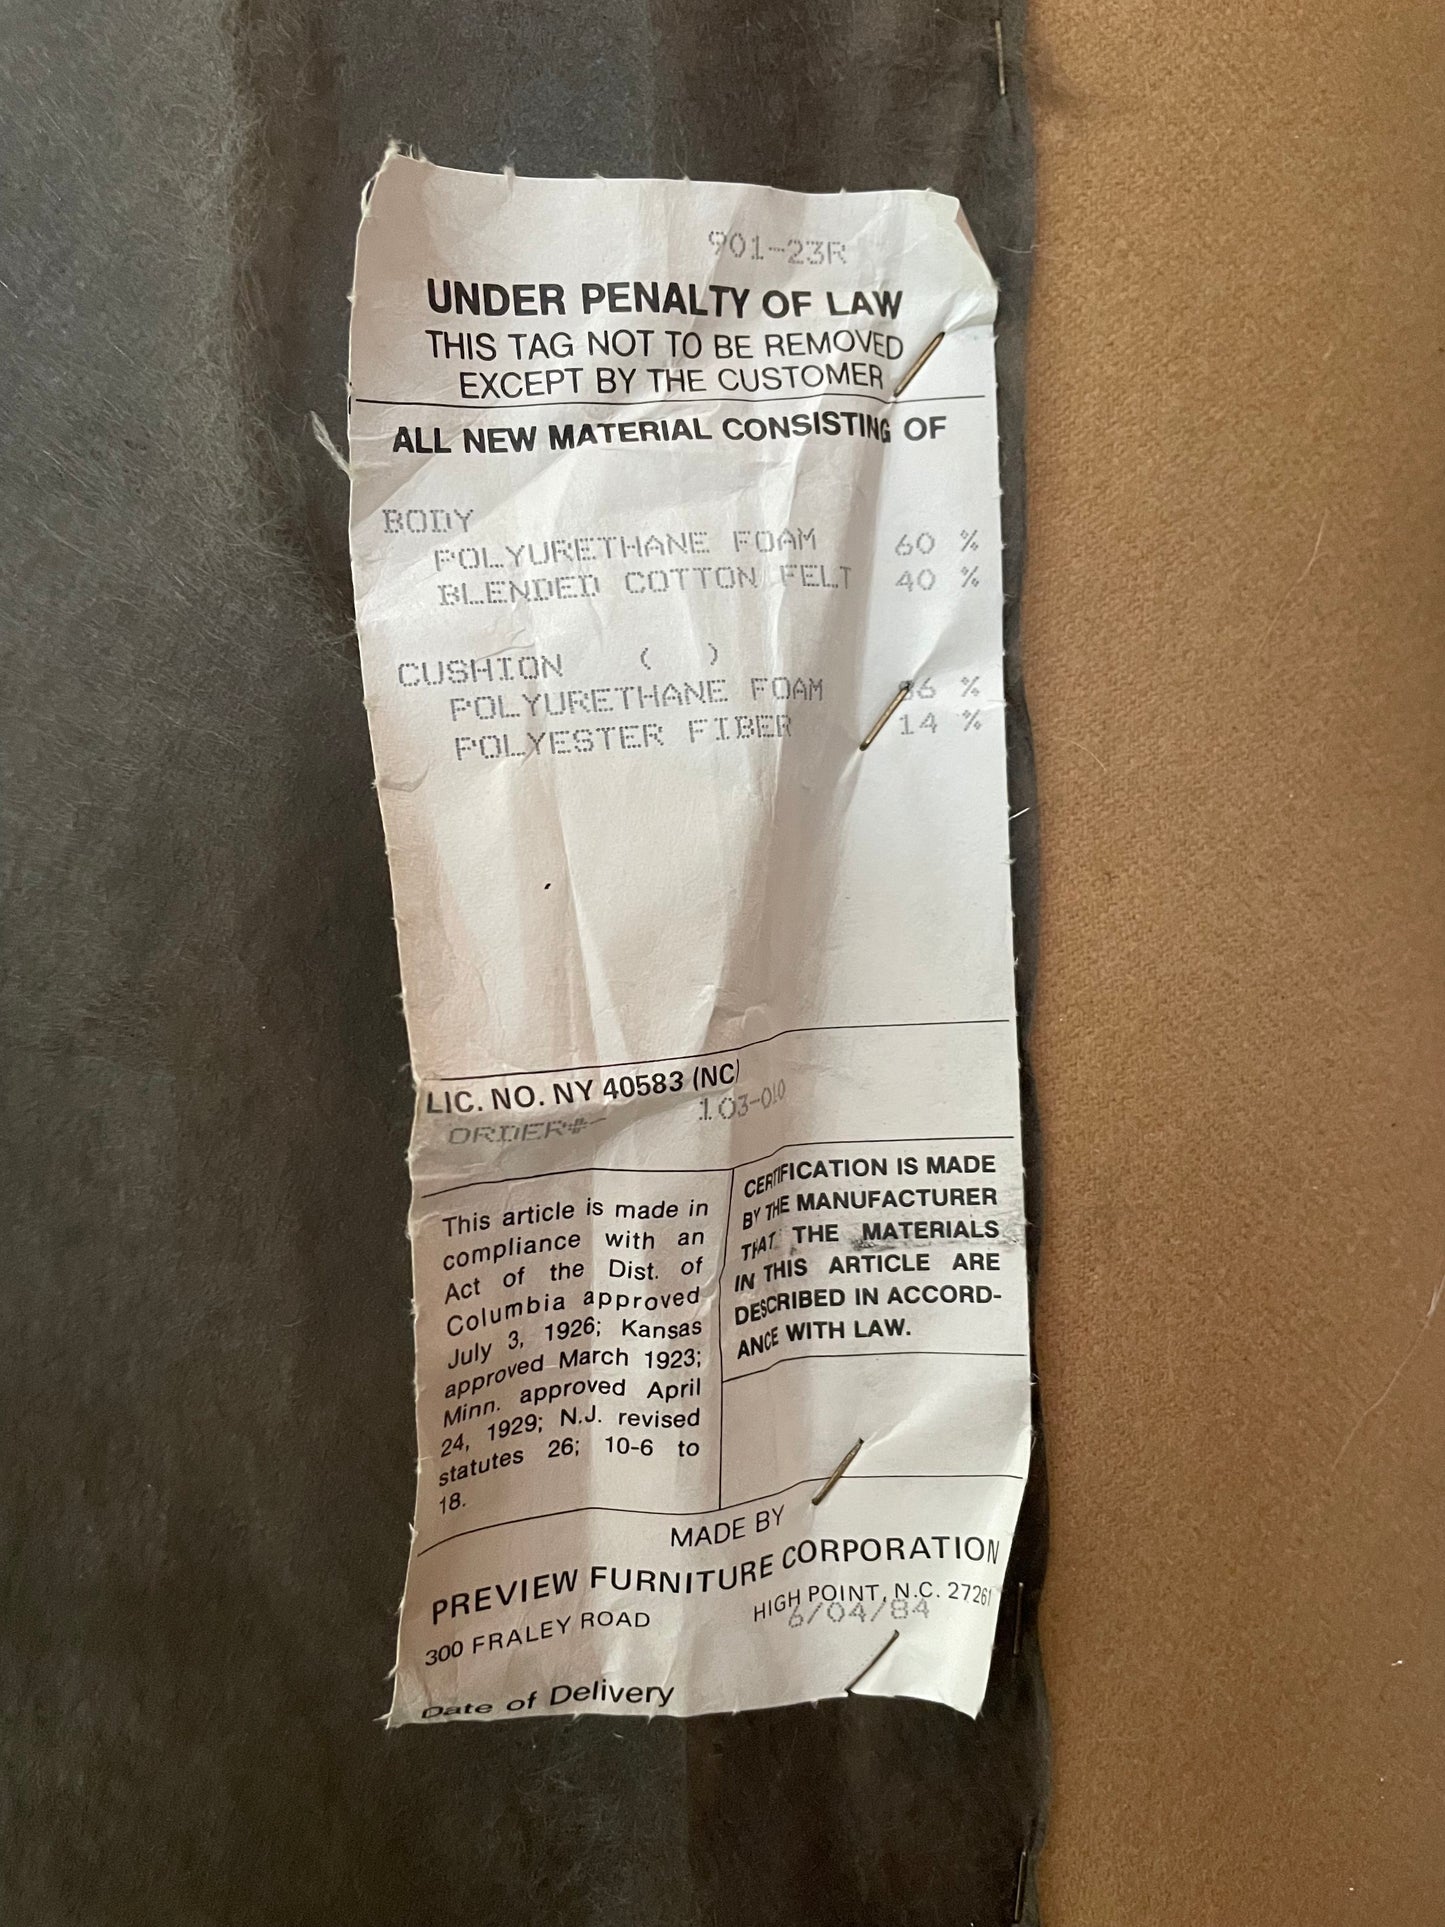 901-23R
UNDER PENALTY OF LAW
THIS TAG NOT TO BE REMOVED
EXCEPT BY THE CUSTOMER
ALL NEW MATERIAL CONSISTING OF
BODY
POLYURETHANE FOAM 60 %
BLENDED COTTON FELT 40 %
CUSHION ( )
POLYURETHANE FOAM 86 %
POLYESTER FIBER 14 %
LIC. NO. NY 40583 (NC)
ORDER#- 103-010
This article is made in
compliance with an
Act of the Dist. of
Columbia approved
July 3, 1926; Kansas
approved March 1923;
Minn. approved April
24, 1929; N.J. revised
statutes 26; 10-6 to
18.
CERTIFICATION IS MADE
BY THE MANUFACTURER
THAT THE MATERIALS
IN THIS ARTICLE ARE
DESCRIBED IN ACCORD-
ANCE WITH LAW.
MADE BY
PREVIEW FURNITURE CORPORATION
300 FRALEY ROAD HIGH POINT, N.C. 27261
6/04/84
Date of Delivery